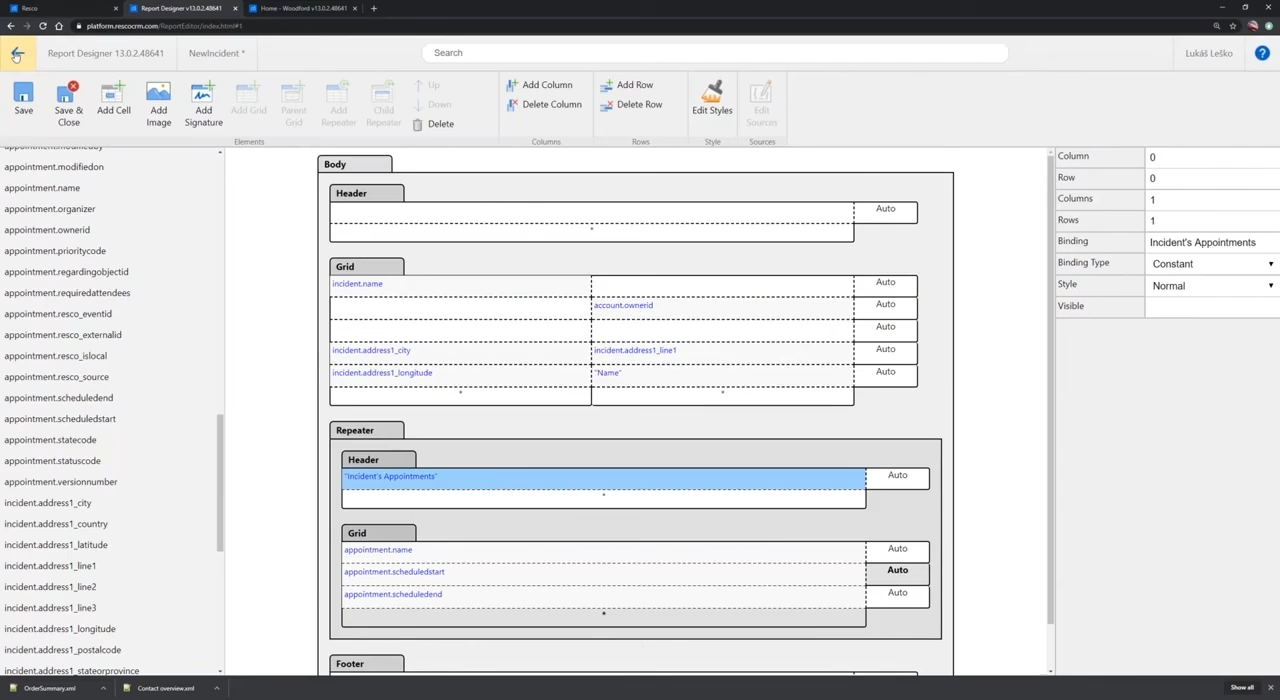 Resco
Report Designer v13.0.2.48641
Home - Woodford v13.0.2.48641
platform.rescocrm.com/ReportEditor/index.html#1
Report Designer 13.0.2.48641
NewIncident *
Search
Lukáš Leško
Save
Save & Close
Add Cell
Add Image
Add Signature
Add Grid
Parent Grid
Add Repeater
Child Repeater
Up
Down
Delete
Elements
Add Column
Delete Column
Columns
Add Row
Delete Row
Rows
Edit Styles
Style
Edit Sources
Sources
appointment.modifiedby
appointment.modifiedon
appointment.name
appointment.organizer
appointment.ownerid
appointment.prioritycode
appointment.regardingobjectid
appointment.requiredattendees
appointment.resco_eventid
appointment.resco_externalid
appointment.resco_islocal
appointment.resco_source
appointment.scheduledend
appointment.scheduledstart
appointment.statecode
appointment.statuscode
appointment.versionnumber
incident.address1_city
incident.address1_country
incident.address1_latitude
incident.address1_line1
incident.address1_line2
incident.address1_line3
incident.address1_longitude
incident.address1_postalcode
incident.address1_stateorprovince
Body
Header
Auto
*
Grid
incident.name Auto
account.ownerid Auto
Auto
incident.address1_city incident.address1_line1 Auto
incident.address1_longitude "Name" Auto
* *
Repeater
Header
"Incident's Appointments" Auto
*
Grid
appointment.name Auto
appointment.scheduledstart Auto
appointment.scheduledend Auto
*
Footer
Column 0
Row 0
Columns 1
Rows 1
Binding Incident's Appointments
Binding Type Constant
Style Normal
Visible
OrderSummary.xml
Contact overview.xml
Show all